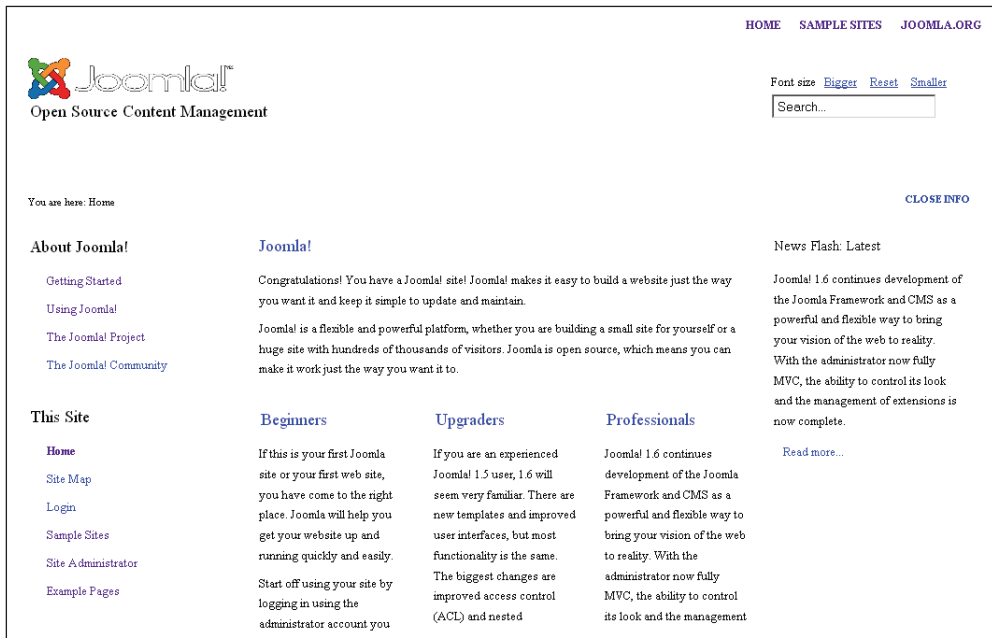 HOME SAMPLE SITES JOOMLA.ORG
Joomla!™
Open Source Content Management
Font size Bigger Reset Smaller
Search...
You are here: Home
CLOSE INFO
About Joomla!
Getting Started
Using Joomla!
The Joomla! Project
The Joomla! Community
This Site
Home
Site Map
Login
Sample Sites
Site Administrator
Example Pages
Joomla!
Congratulations! You have a Joomla! site! Joomla! makes it easy to build a website just the way
you want it and keep it simple to update and maintain.
Joomla! is a flexible and powerful platform, whether you are building a small site for yourself or a
huge site with hundreds of thousands of visitors. Joomla is open source, which means you can
make it work just the way you want it to.
Beginners
If this is your first Joomla
site or your first web site,
you have come to the right
place. Joomla will help you
get your website up and
running quickly and easily.
Start off using your site by
logging in using the
administrator account you
Upgraders
If you are an experienced
Joomla! 1.5 user, 1.6 will
seem very familiar. There are
new templates and improved
user interfaces, but most
functionality is the same.
The biggest changes are
improved access control
(ACL) and nested
Professionals
Joomla! 1.6 continues
development of the Joomla
Framework and CMS as a
powerful and flexible way to
bring your vision of the web
to reality. With the
administrator now fully
MVC, the ability to control
its look and the management
News Flash: Latest
Joomla! 1.6 continues development of
the Joomla Framework and CMS as a
powerful and flexible way to bring
your vision of the web to reality.
With the administrator now fully
MVC, the ability to control its look
and the management of extensions is
now complete.
Read more...